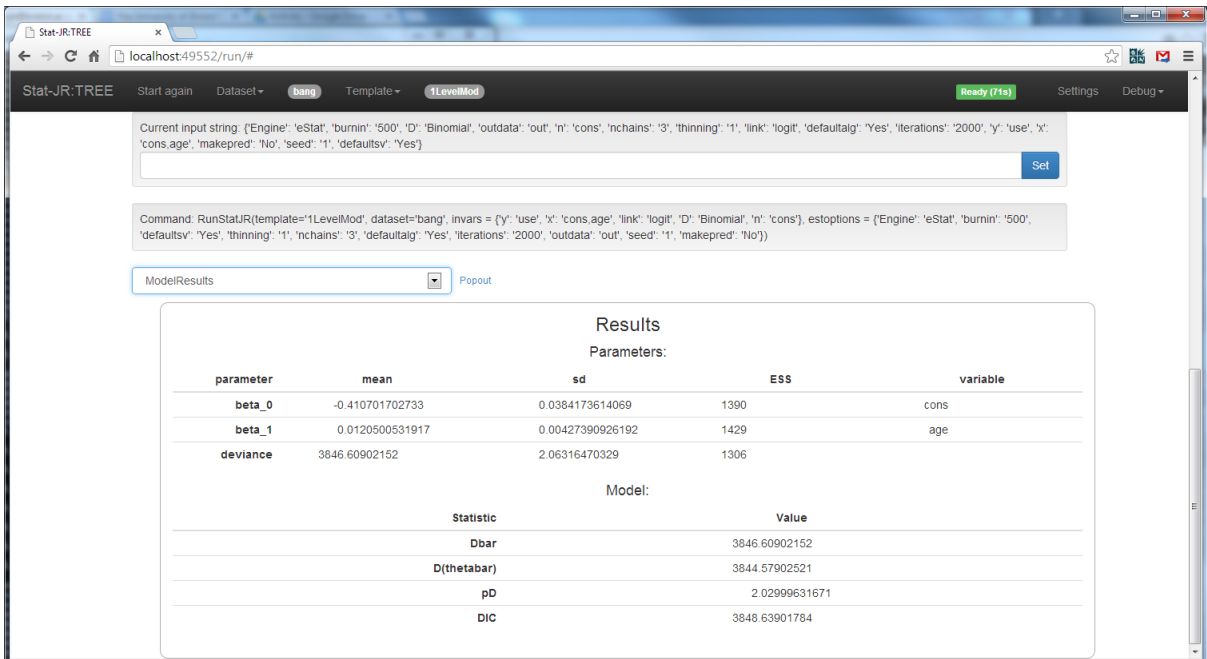 Stat-JR:TREE
localhost:49552/run/#
Stat-JR:TREE Start again Dataset bang Template 1LevelMod Ready (71s) Settings Debug
Current input string: {'Engine': 'eStat', 'burnin': '500', 'D': 'Binomial', 'outdata': 'out', 'n': 'cons', 'nchains': '3', 'thinning': '1', 'link': 'logit', 'defaultalg': 'Yes', 'iterations': '2000', 'y': 'use', 'x':
'cons,age', 'makepred': 'No', 'seed': '1', 'defaultsv': 'Yes'}
Set
Command: RunStatJR(template='1LevelMod', dataset='bang', invars = {'y': 'use', 'x': 'cons,age', 'link': 'logit', 'D': 'Binomial', 'n': 'cons'}, estoptions = {'Engine': 'eStat', 'burnin': '500',
'defaultsv': 'Yes', 'thinning': '1', 'nchains': '3', 'defaultalg': 'Yes', 'iterations': '2000', 'outdata': 'out', 'seed': '1', 'makepred': 'No'})
ModelResults Popout
Results
Parameters:
parameter mean sd ESS variable
beta_0 -0.410701702733 0.0384173614069 1390 cons
beta_1 0.0120500531917 0.00427390926192 1429 age
deviance 3846.60902152 2.06316470329 1306
Model:
Statistic Value
Dbar 3846.60902152
D(thetabar) 3844.57902521
pD 2.02999631671
DIC 3848.63901784